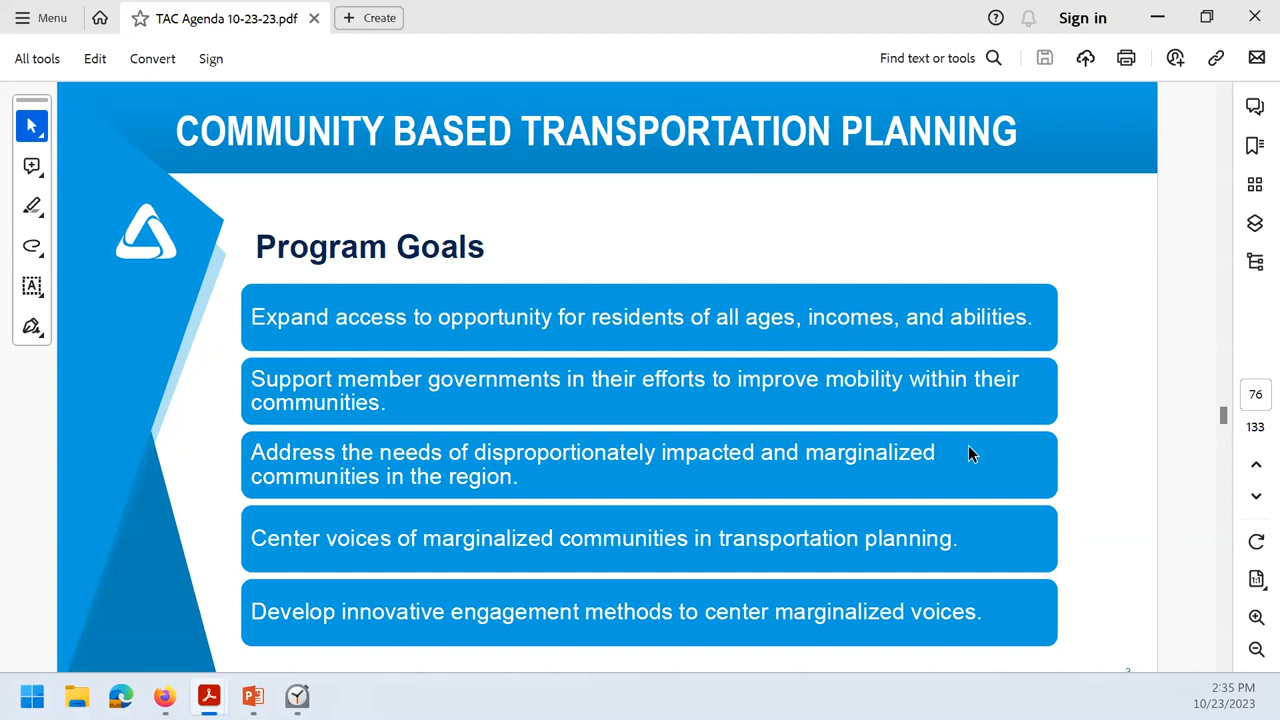 Menu
TAC Agenda 10-23-23.pdf
Create
Sign in
All tools
Edit
Convert
Sign
Find text or tools
COMMUNITY BASED TRANSPORTATION PLANNING
Program Goals
Expand access to opportunity for residents of all ages, incomes, and abilities.
Support member governments in their efforts to improve mobility within their
communities.
Address the needs of disproportionately impacted and marginalized
communities in the region.
Center voices of marginalized communities in transportation planning.
Develop innovative engagement methods to center marginalized voices.
76
133
1:1
2:35 PM
10/23/2023